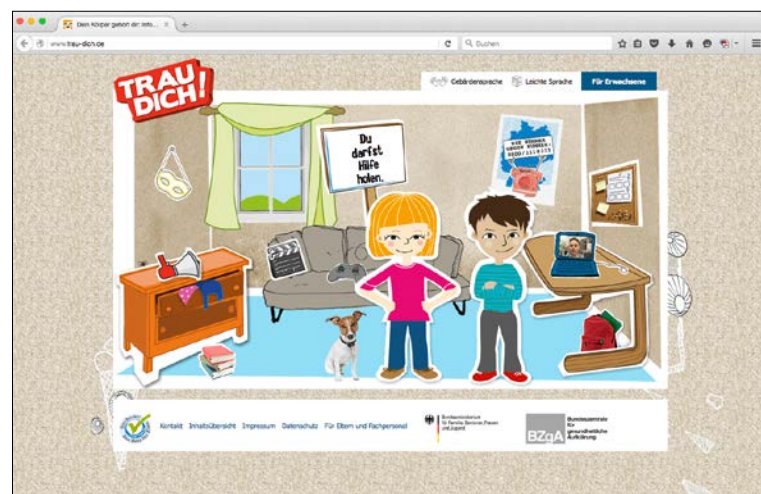 Dein Körper gehört dir: Info...
www.trau-dich.de
Suchen
TRAU
DICH!
Gebärdensprache
Leichte Sprache
Für Erwachsene
Du
darfst
Hilfe
holen.
Kontakt Inhaltsübersicht Impressum Datenschutz Für Eltern und Fachpersonal
Bundesministerium
für Familie, Senioren, Frauen
und Jugend
BZgA
Bundeszentrale
für
gesundheitliche
Aufklärung